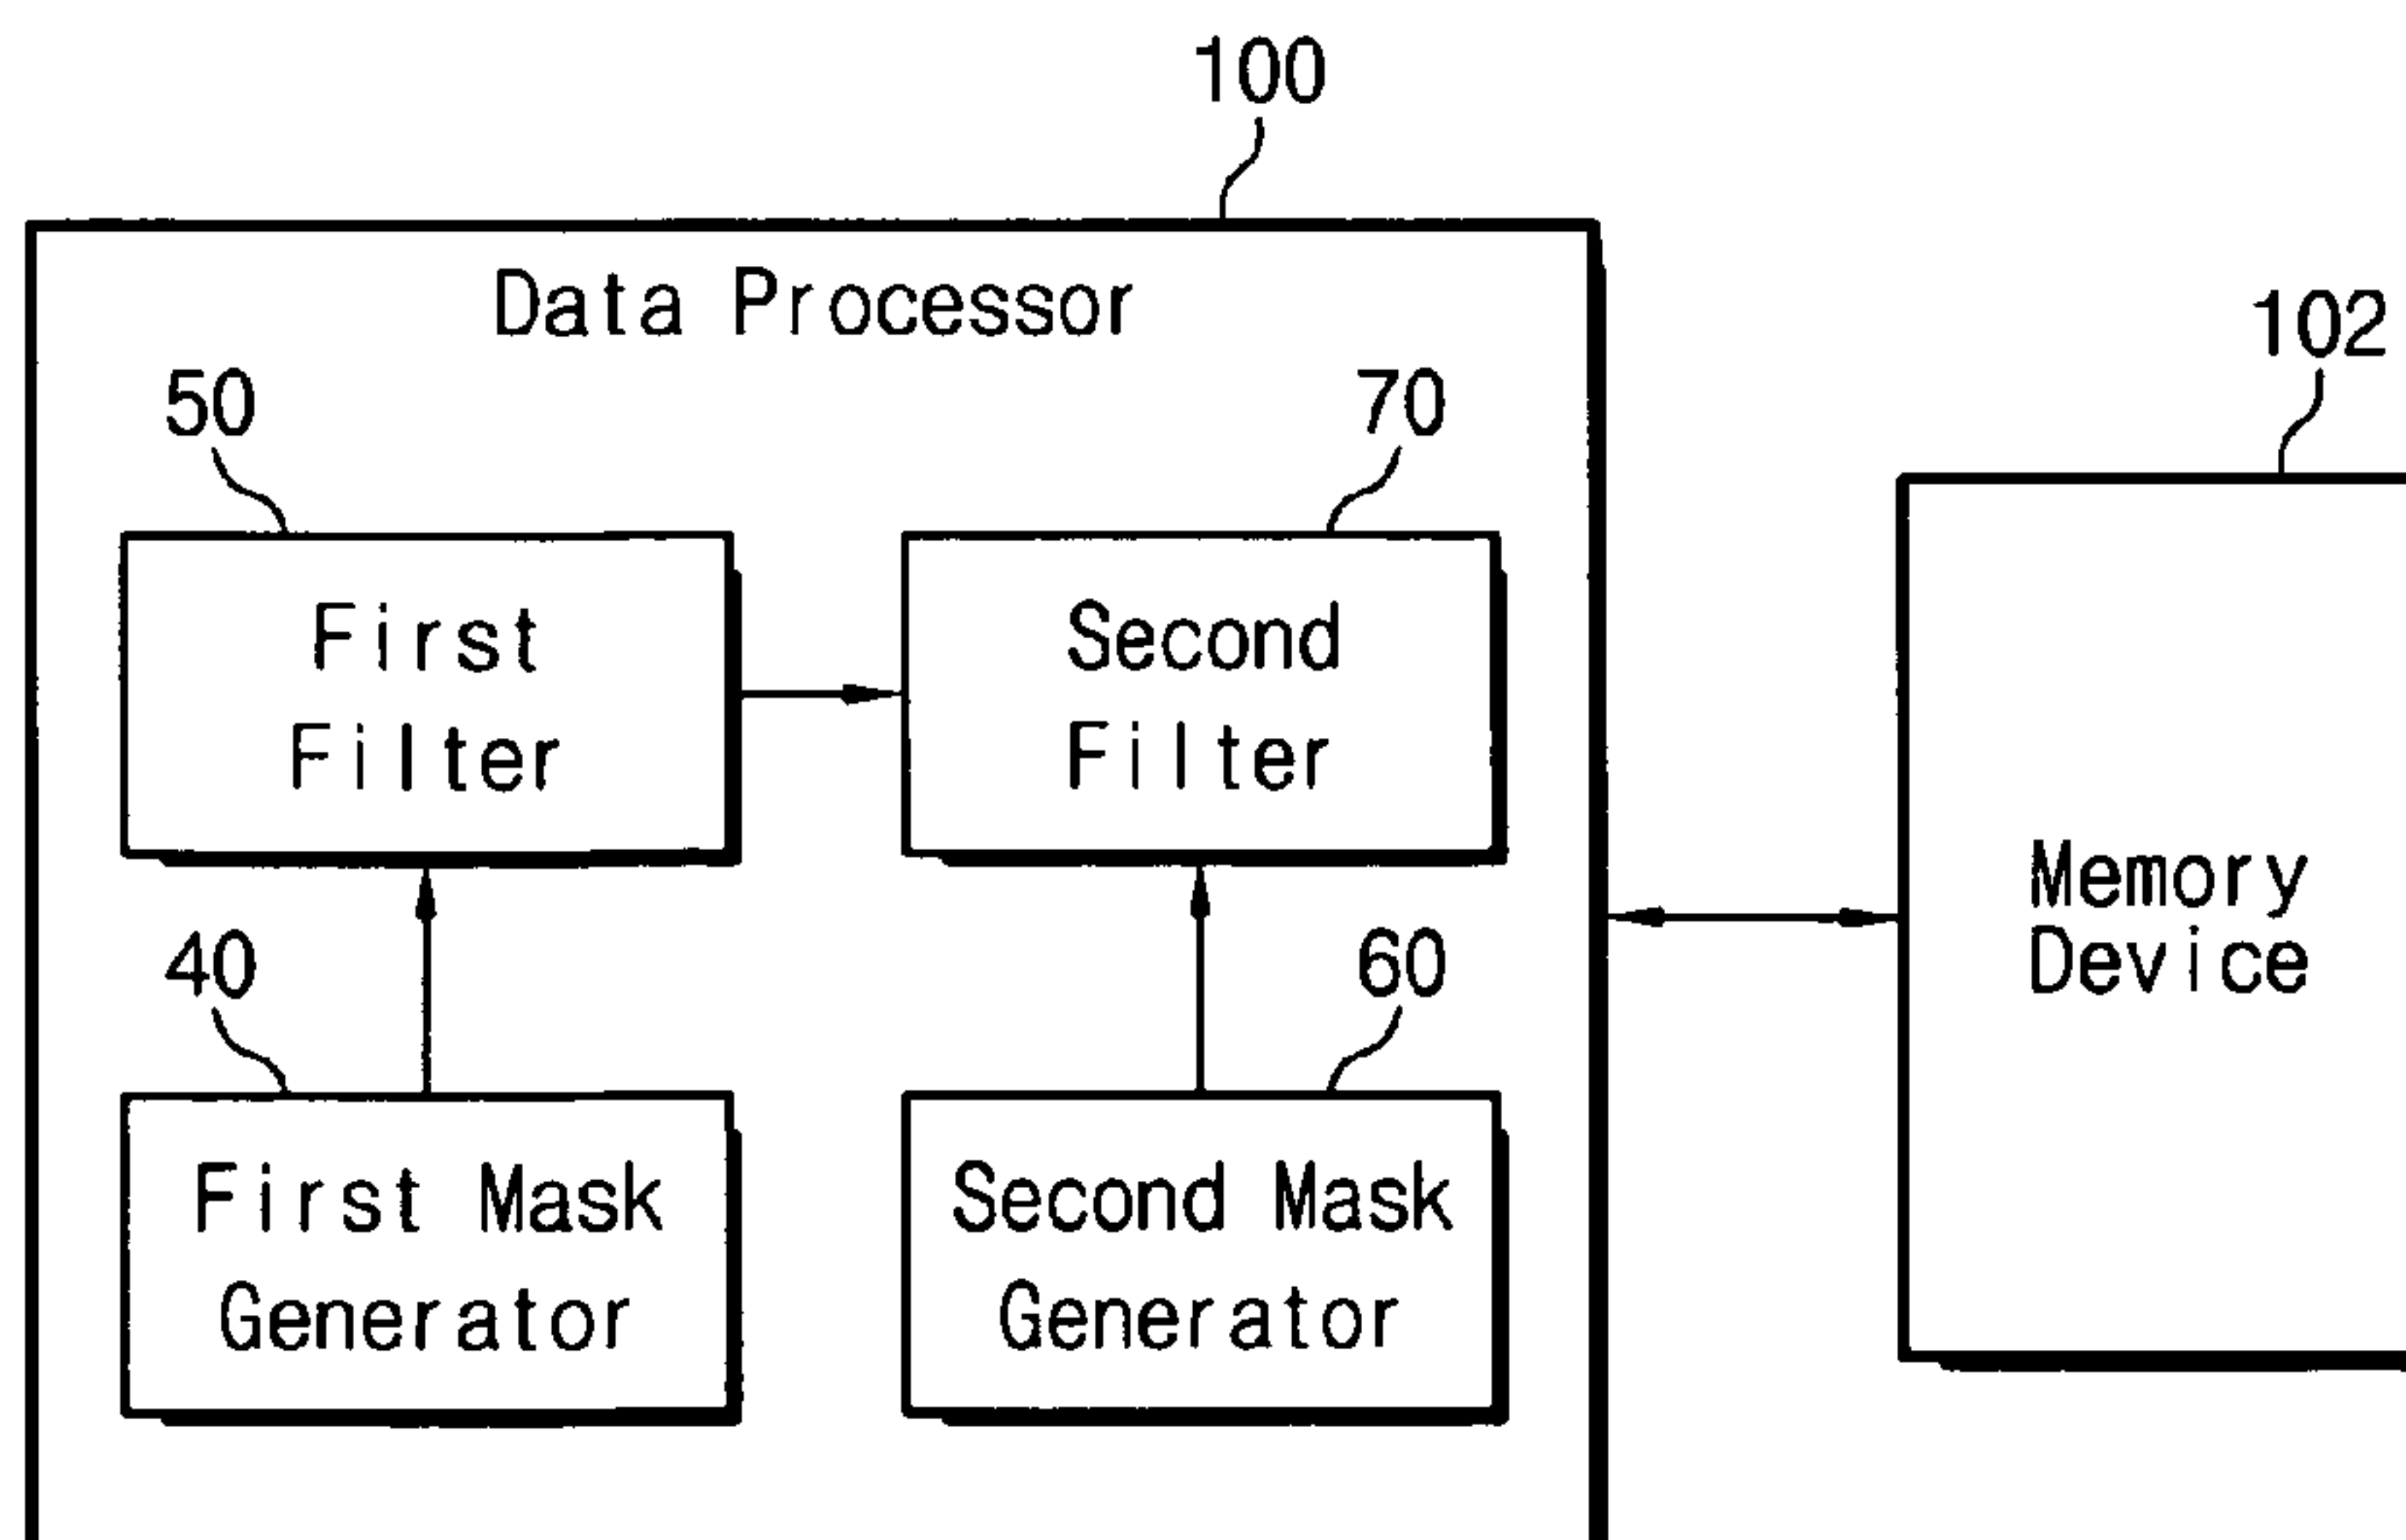 100
Data Processor
102
50
70
First
Filter
Second
Filter
Memory
Device
40
60
First Mask
Generator
Second Mask
Generator